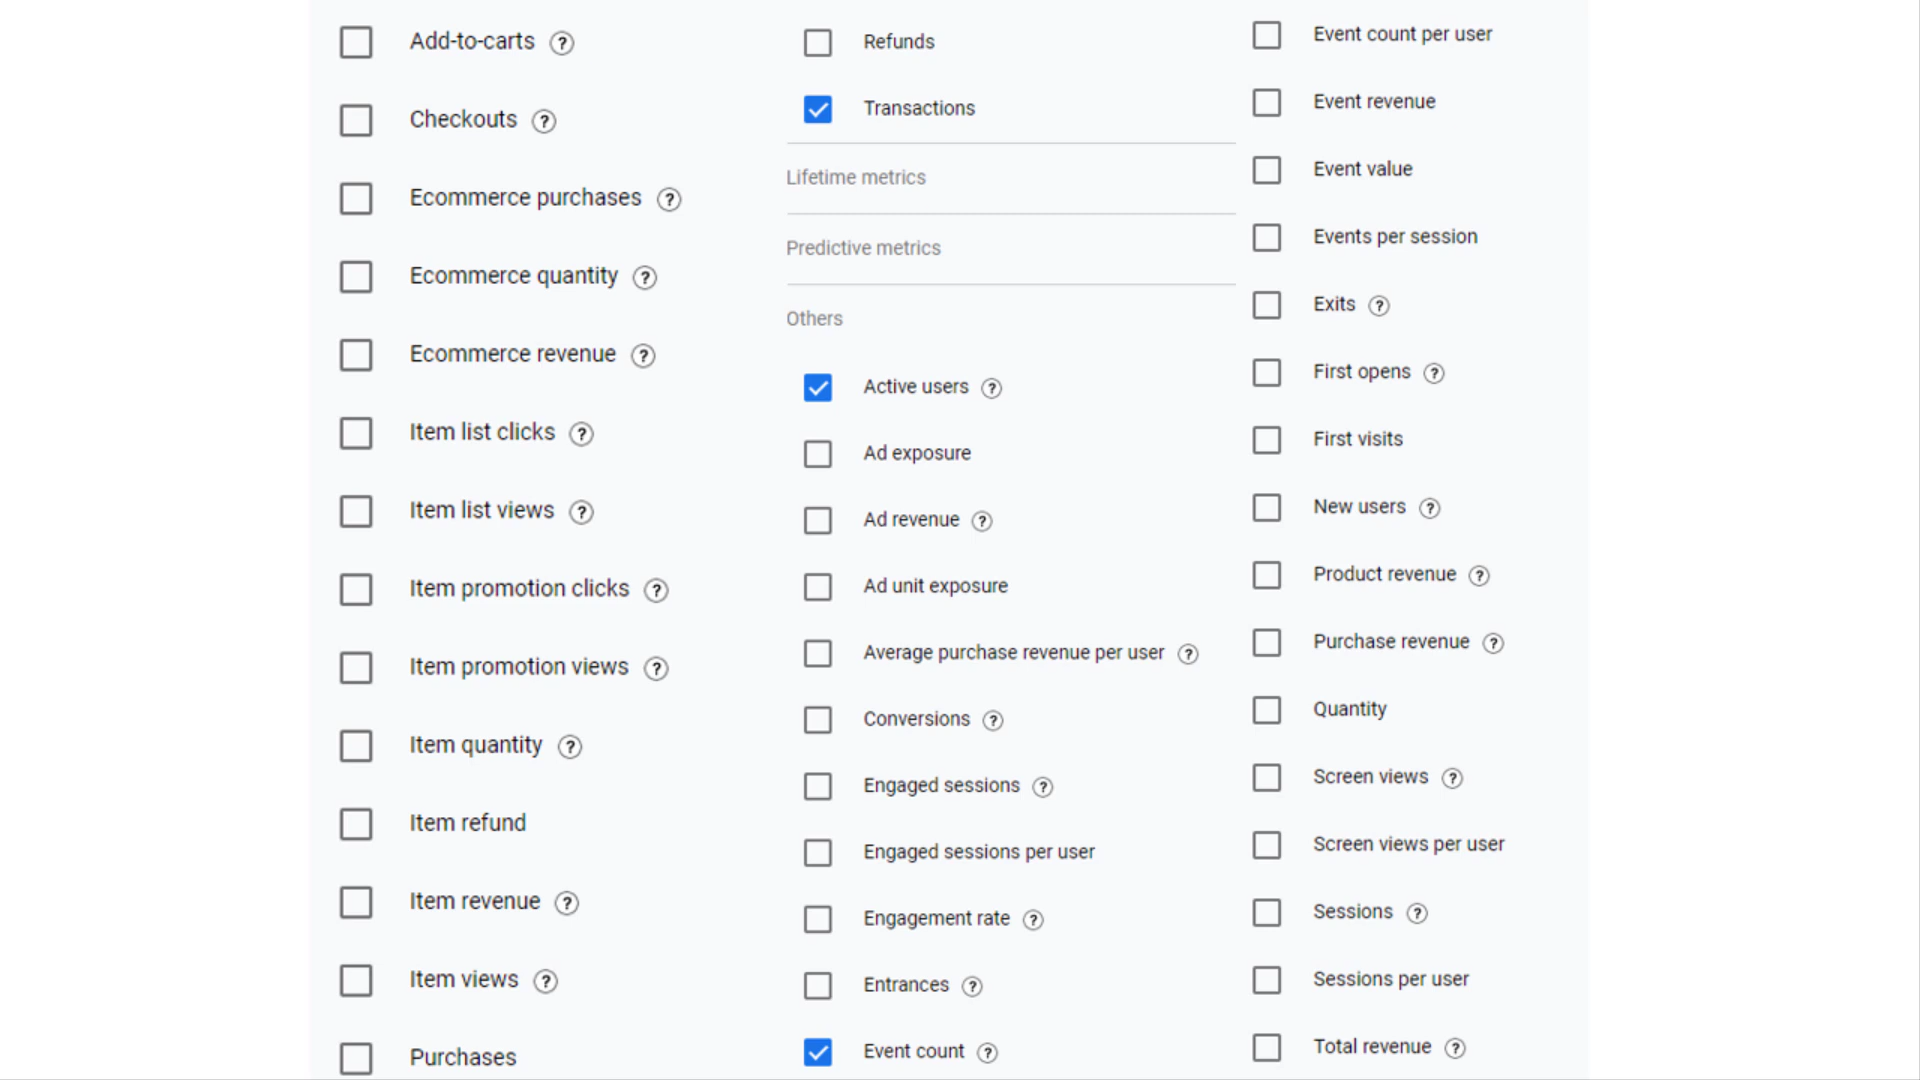 Add-to-carts ?
Checkouts ?
Ecommerce purchases ?
Ecommerce quantity ?
Ecommerce revenue ?
Item list clicks ?
Item list views ?
Item promotion clicks ?
Item promotion views ?
Item quantity ?
Item refund
Item revenue ?
Item views ?
Purchases
Refunds
Transactions
Lifetime metrics
Predictive metrics
Others
Active users ?
Ad exposure
Ad revenue ?
Ad unit exposure
Average purchase revenue per user ?
Conversions ?
Engaged sessions ?
Engaged sessions per user
Engagement rate ?
Entrances ?
Event count ?
Event count per user
Event revenue
Event value
Events per session
Exits ?
First opens ?
First visits
New users ?
Product revenue ?
Purchase revenue ?
Quantity
Screen views ?
Screen views per user
Sessions ?
Sessions per user
Total revenue ?